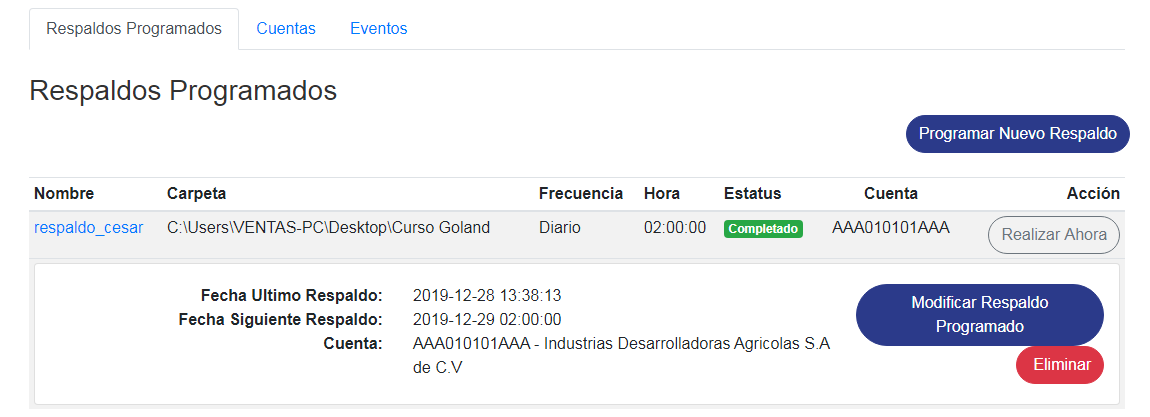 Respaldos Programados Cuentas Eventos
Respaldos Programados
Programar Nuevo Respaldo
Nombre Carpeta Frecuencia Hora Estatus Cuenta Acción
respaldo_cesar C:\Users\VENTAS-PC\Desktop\Curso Goland Diario 02:00:00 Completado AAA010101AAA Realizar Ahora
Fecha Ultimo Respaldo: 2019-12-28 13:38:13
Fecha Siguiente Respaldo: 2019-12-29 02:00:00
Cuenta: AAA010101AAA - Industrias Desarrolladoras Agricolas S.A
de C.V
Modificar Respaldo
Programado
Eliminar